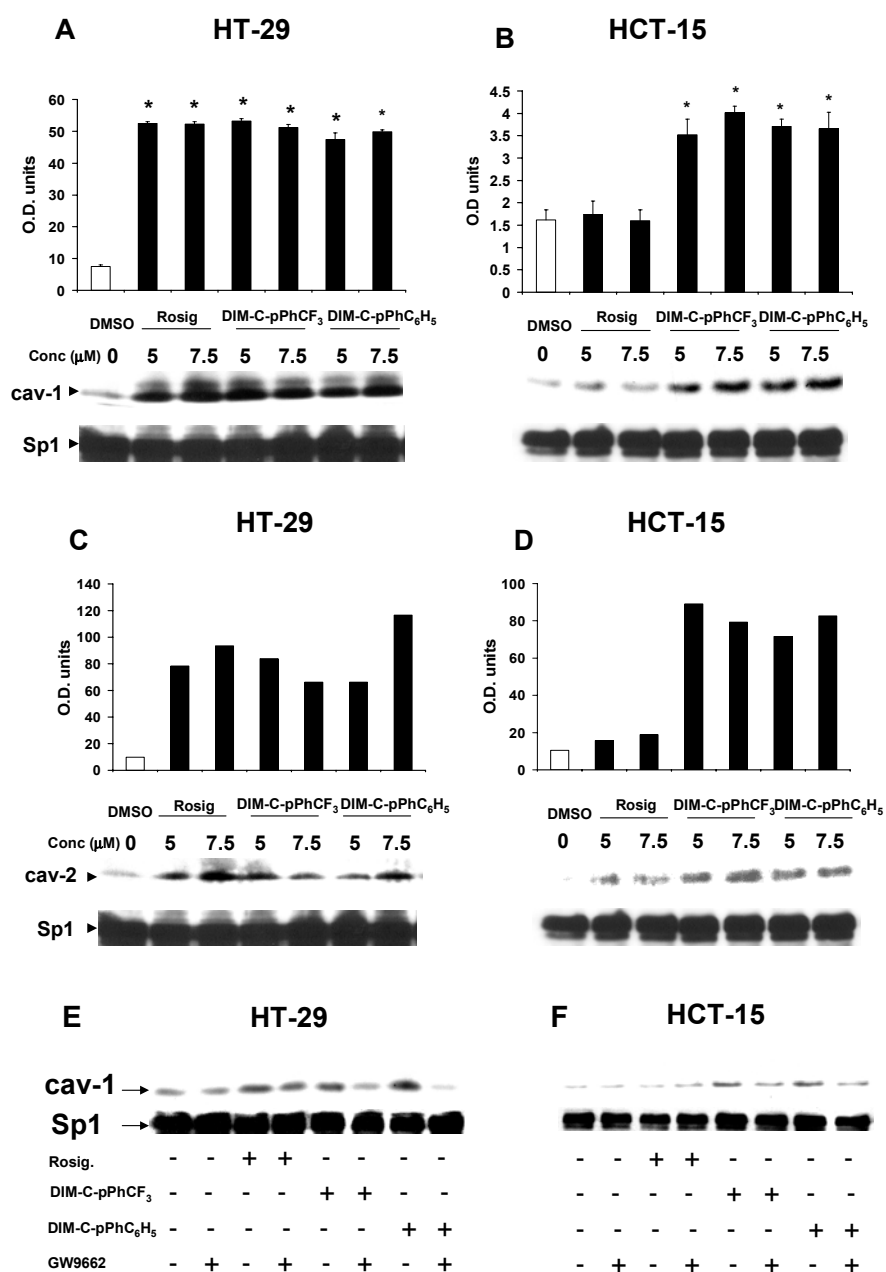 A HT-29
B HCT-15
O.D. units
60
50
40
30
20
10
0
* * * * * *
O.D units
4.5
4
3.5
3
2.5
2
1.5
1
0.5
0
* * * *
DMSO Rosig DIM-C-pPhCF3 DIM-C-pPhC6H5
Conc (μM) 0 5 7.5 5 7.5 5 7.5
cav-1
Sp1
DMSO Rosig DIM-C-pPhCF3 DIM-C-pPhC6H5
0 5 7.5 5 7.5 5 7.5
C HT-29
D HCT-15
O.D. units
140
120
100
80
60
40
20
0
O.D. units
100
80
60
40
20
0
DMSO Rosig DIM-C-pPhCF3 DIM-C-pPhC6H5
Conc (μM) 0 5 7.5 5 7.5 5 7.5
cav-2
Sp1
DMSO Rosig DIM-C-pPhCF3 DIM-C-pPhC6H5
0 5 7.5 5 7.5 5 7.5
E HT-29
F HCT-15
cav-1
Sp1
Rosig. - - + + - - - -
DIM-C-pPhCF3 - - - - + + - -
DIM-C-pPhC6H5 - - - - - - + +
GW9662 - + - + - + - +
- - + + - - - -
- - - - + + - -
- - - - - - + +
- + - + - + - +